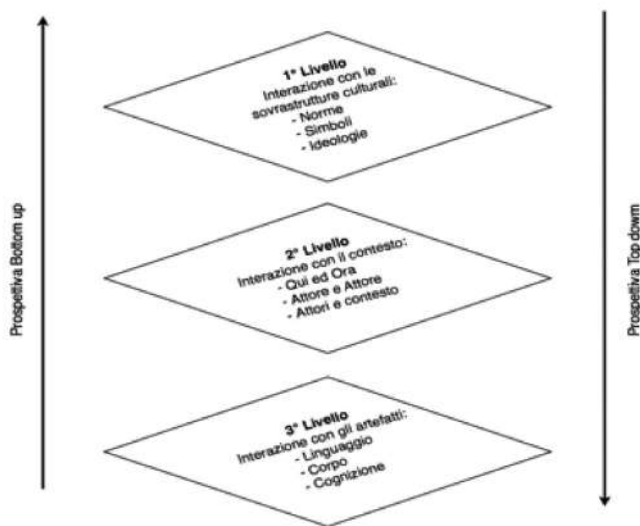 1° Livello
Interazione con le
sovrastrutture culturali:
- Norme
- Simboli
- Ideologie
Prospettiva Bottom up
2° Livello
Interazione con il contesto:
- Qui ed Ora
- Attore e Attore
- Attori e contesto
Prospettiva Top down
3° Livello
Interazione con gli artefatti:
- Linguaggio
- Corpo
- Cognizione